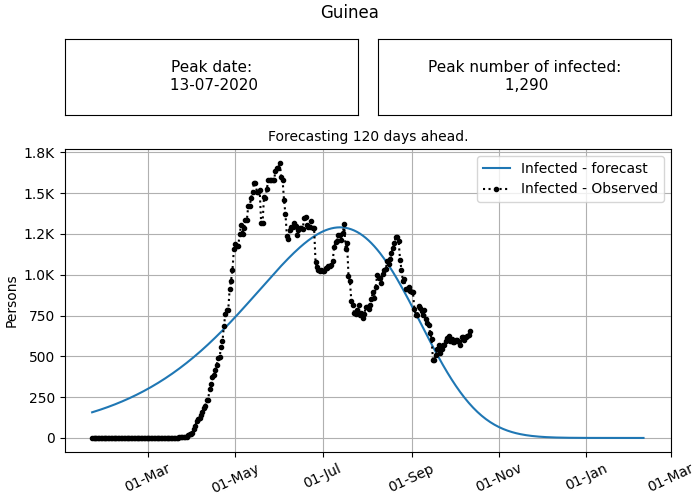 Guinea
Peak date:
13-07-2020
Peak number of infected:
1,290
Forecasting 120 days ahead.
1.8K
1.5K
1.2K
1.0K
750
500
250
0
Persons
Infected - forecast
Infected - Observed
01-Mar
01-May
01-Jul
01-Sep
01-Nov
01-Jan
01-Mar